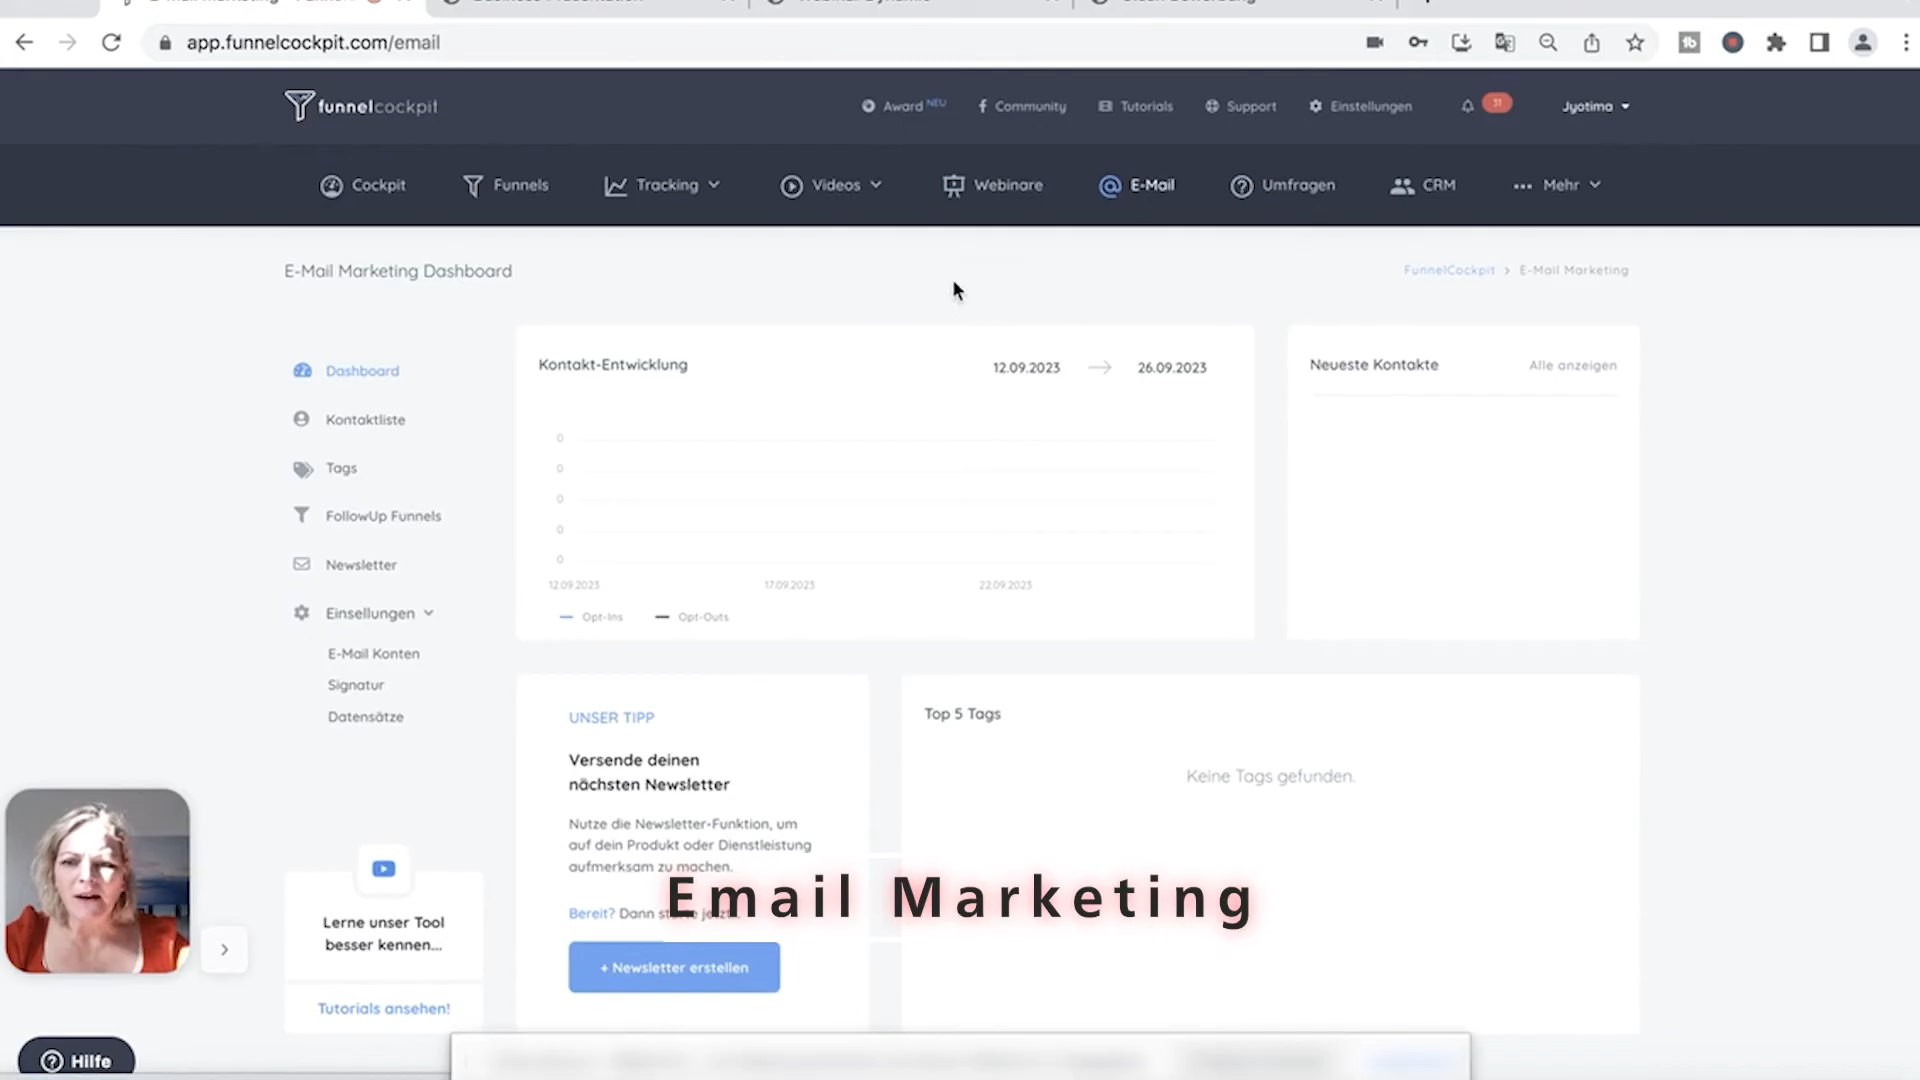 app.funnelcockpit.com/email
funnelcockpit
Award NEU
Community
Tutorials
Support
Einstellungen
31
Jyotima
Cockpit
Funnels
Tracking
Videos
Webinare
E-Mail
Umfragen
CRM
Mehr
E-Mail Marketing Dashboard
FunnelCockpit > E-Mail Marketing
Dashboard
Kontaktliste
Tags
FollowUp Funnels
Newsletter
Einsellungen
E-Mail Konten
Signatur
Datensätze
Kontakt-Entwicklung
12.09.2023 → 26.09.2023
0
0
0
0
0
12.09.2023 17.09.2023 22.09.2023
Opt-Ins Opt-Outs
Neueste Kontakte
Alle anzeigen
UNSER TIPP
Versende deinen
nächsten Newsletter
Nutze die Newsletter-Funktion, um
auf dein Produkt oder Dienstleistung
aufmerksam zu machen.
Bereit? Dann
+ Newsletter erstellen
Top 5 Tags
Keine Tags gefunden.
Email Marketing
Lerne unser Tool
besser kennen...
Tutorials ansehen!
Hilfe